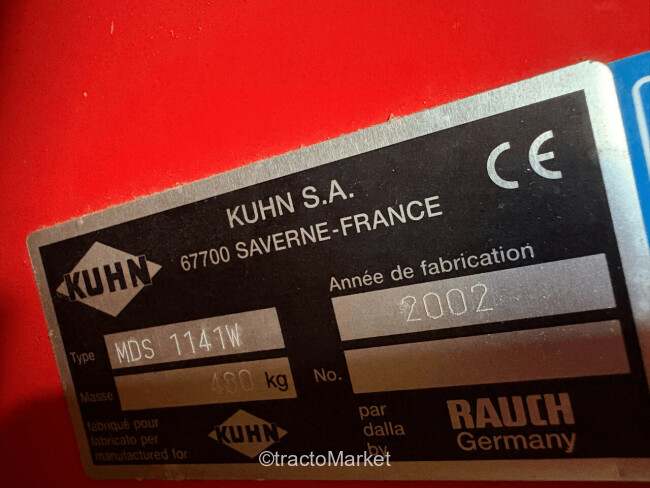 KUHN S.A.
67700 SAVERNE-FRANCE
CE
KUHN
Année de fabrication
2002
Type MDS 1141W
Masse 480 kg
No.
fabriqué pour
fabricato per
manufactured for
KUHN
par
dalla
by
RAUCH
Germany
©tractoMarket